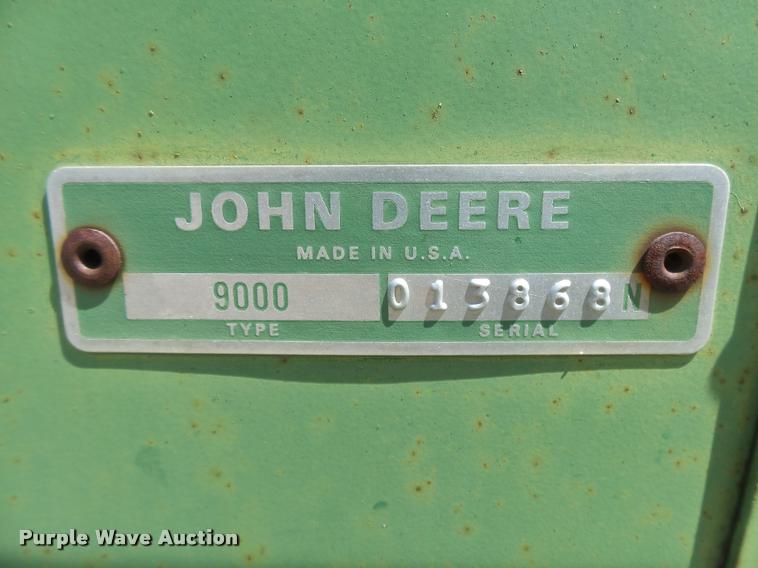 JOHN DEERE
MADE IN U.S.A.
9000 013868N
TYPE SERIAL
Purple Wave Auction